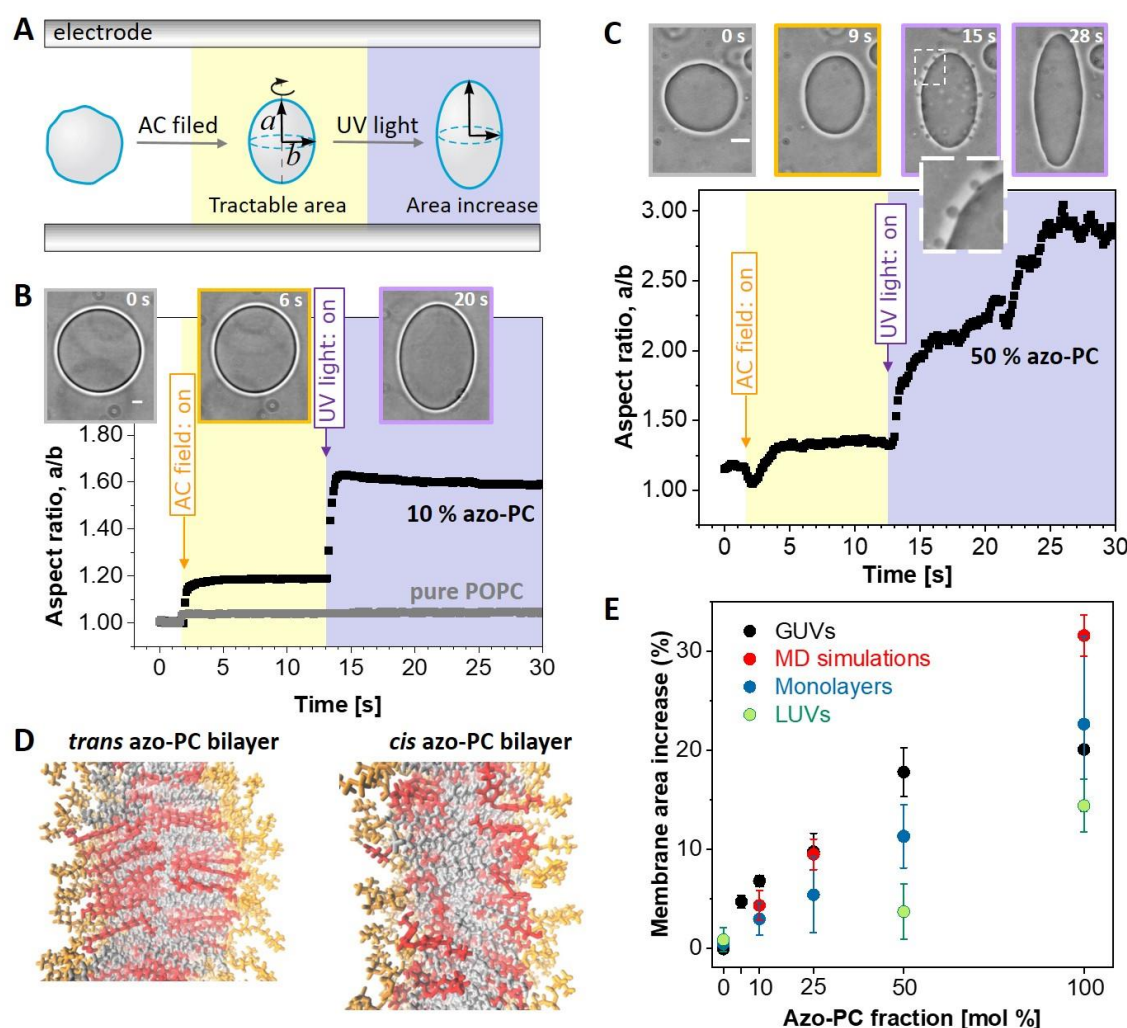 A
electrode
AC filed
UV light
a
b
Tractable area
Area increase
B
0 s
6 s
20 s
AC field: on
UV light: on
1.80
1.60
1.40
1.20
1.00
Aspect ratio, a/b
10 % azo-PC
pure POPC
0
5
10
15
20
25
30
Time [s]
C
0 s
9 s
15 s
28 s
3.00
2.50
2.00
1.50
1.00
Aspect ratio, a/b
AC field: on
UV light: on
50 % azo-PC
0
5
10
15
20
25
30
Time [s]
D
trans azo-PC bilayer
cis azo-PC bilayer
E
Membrane area increase (%)
30
20
10
0
GUVs
MD simulations
Monolayers
LUVs
0
10
25
50
100
Azo-PC fraction [mol %]